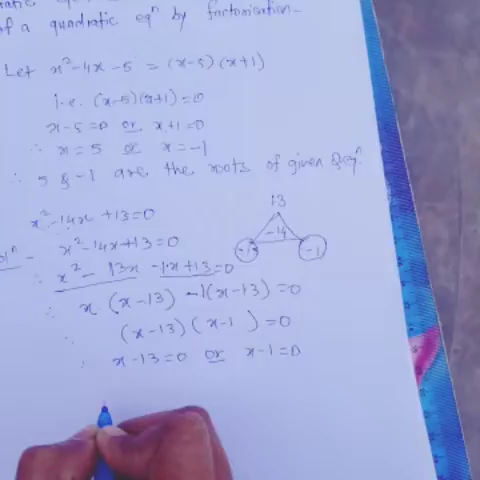 of a quadratic eqⁿ by factorisation-
Let x²-4x-5 = (x-5)(x+1)
i.e. (x-5)(x+1)=0
x-5=0 or x+1=0
∴ x=5 or x=-1
∴ 5 & -1 are the roots of given Q.eqⁿ.
x²-14x+13=0
13
-14
-1
x²-14x+13=0
∴ x²-13x-1x+13=0
∴ x(x-13)-1(x-13)=0
∴ (x-13)(x-1)=0
∴ x-13=0 or x-1=0